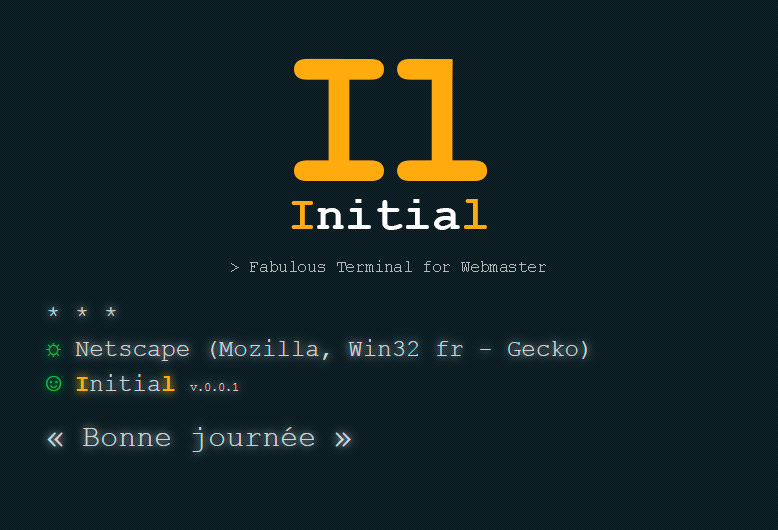 Il
Initial
> Fabulous Terminal for Webmaster
* * *
☼ Netscape (Mozilla, Win32 fr - Gecko)
☺ Initial v.0.0.1
« Bonne journée »